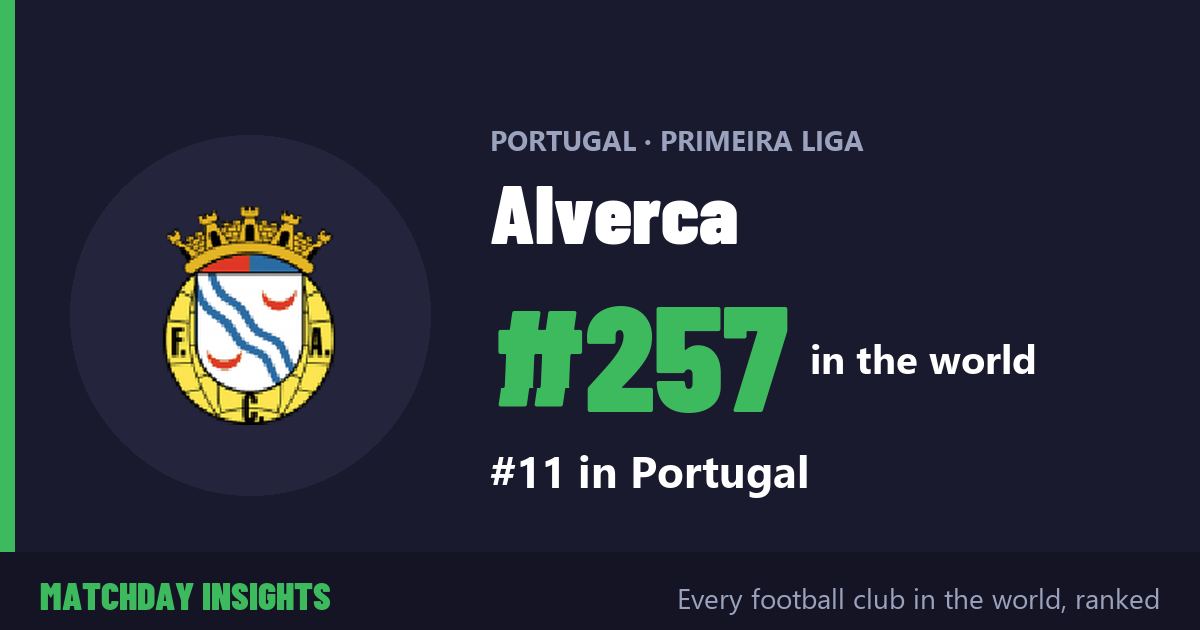 PORTUGAL · PRIMEIRA LIGA
Alverca
#257 in the world
#11 in Portugal
F. A.
C.
MATCHDAY INSIGHTS
Every football club in the world, ranked